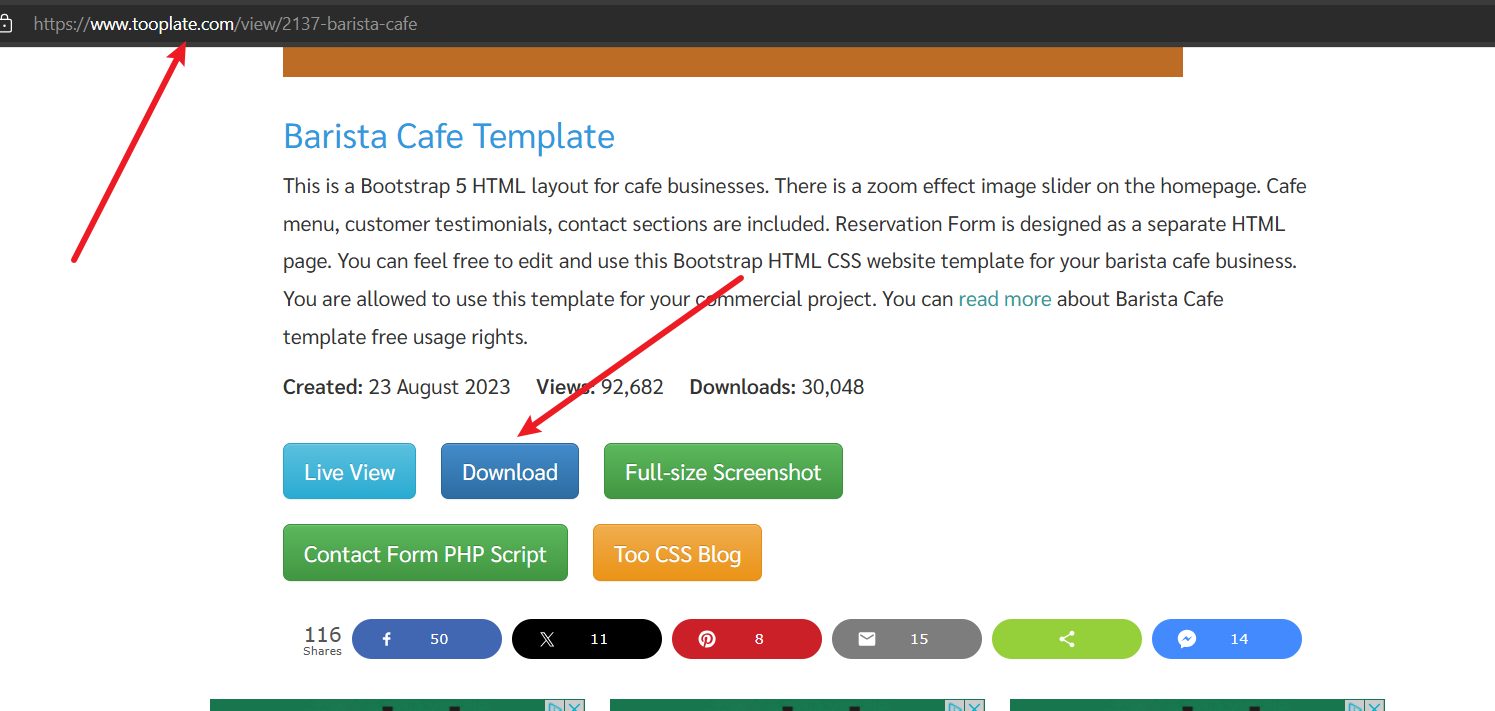 https://www.tooplate.com/view/2137-barista-cafe
Barista Cafe Template
This is a Bootstrap 5 HTML layout for cafe businesses. There is a zoom effect image slider on the homepage. Cafe
menu, customer testimonials, contact sections are included. Reservation Form is designed as a separate HTML
page. You can feel free to edit and use this Bootstrap HTML CSS website template for your barista cafe business.
You are allowed to use this template for your commercial project. You can read more about Barista Cafe
template free usage rights.
Created: 23 August 2023 Views: 92,682 Downloads: 30,048
Live View Download Full-size Screenshot
Contact Form PHP Script Too CSS Blog
116 50 11 8 15 14
Shares